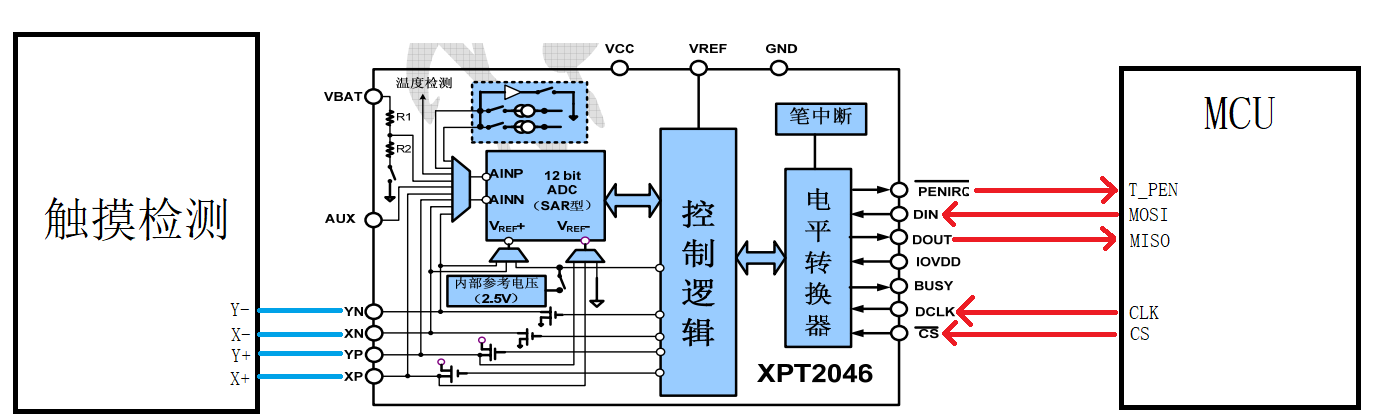 触摸检测
Y-
X-
Y+
X+
VCC
VREF
GND
VBAT
温度检测
R1
R2
AUX
AINP
AINN
12 bit
ADC
(SAR型)
VREF+
VREF-
内部参考电压
(2.5V)
YN
XN
YP
XP
控制逻辑
笔中断
电平转换器
XPT2046
PENIRQ
DIN
DOUT
IOVDD
BUSY
DCLK
CS
MCU
T_PEN
MOSI
MISO
CLK
CS